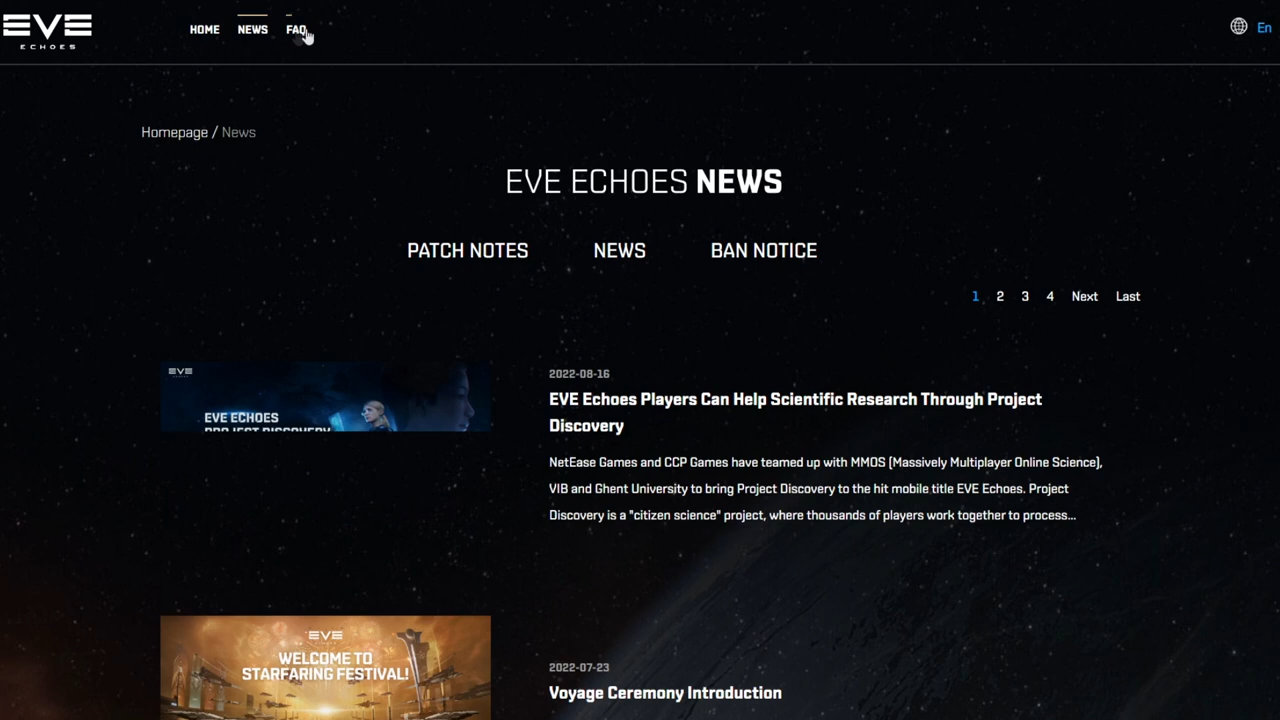 EVE
ECHOES
HOME NEWS FAQ
En
Homepage / News
EVE ECHOES NEWS
PATCH NOTES NEWS BAN NOTICE
1 2 3 4 Next Last
EVE
EVE ECHOES
PROJECT DISCOVERY
2022-08-16
EVE Echoes Players Can Help Scientific Research Through Project
Discovery
NetEase Games and CCP Games have teamed up with MMOS (Massively Multiplayer Online Science),
VIB and Ghent University to bring Project Discovery to the hit mobile title EVE Echoes. Project
Discovery is a "citizen science" project, where thousands of players work together to process...
EVE
WELCOME TO
STARFARING FESTIVAL!
2022-07-23
Voyage Ceremony Introduction